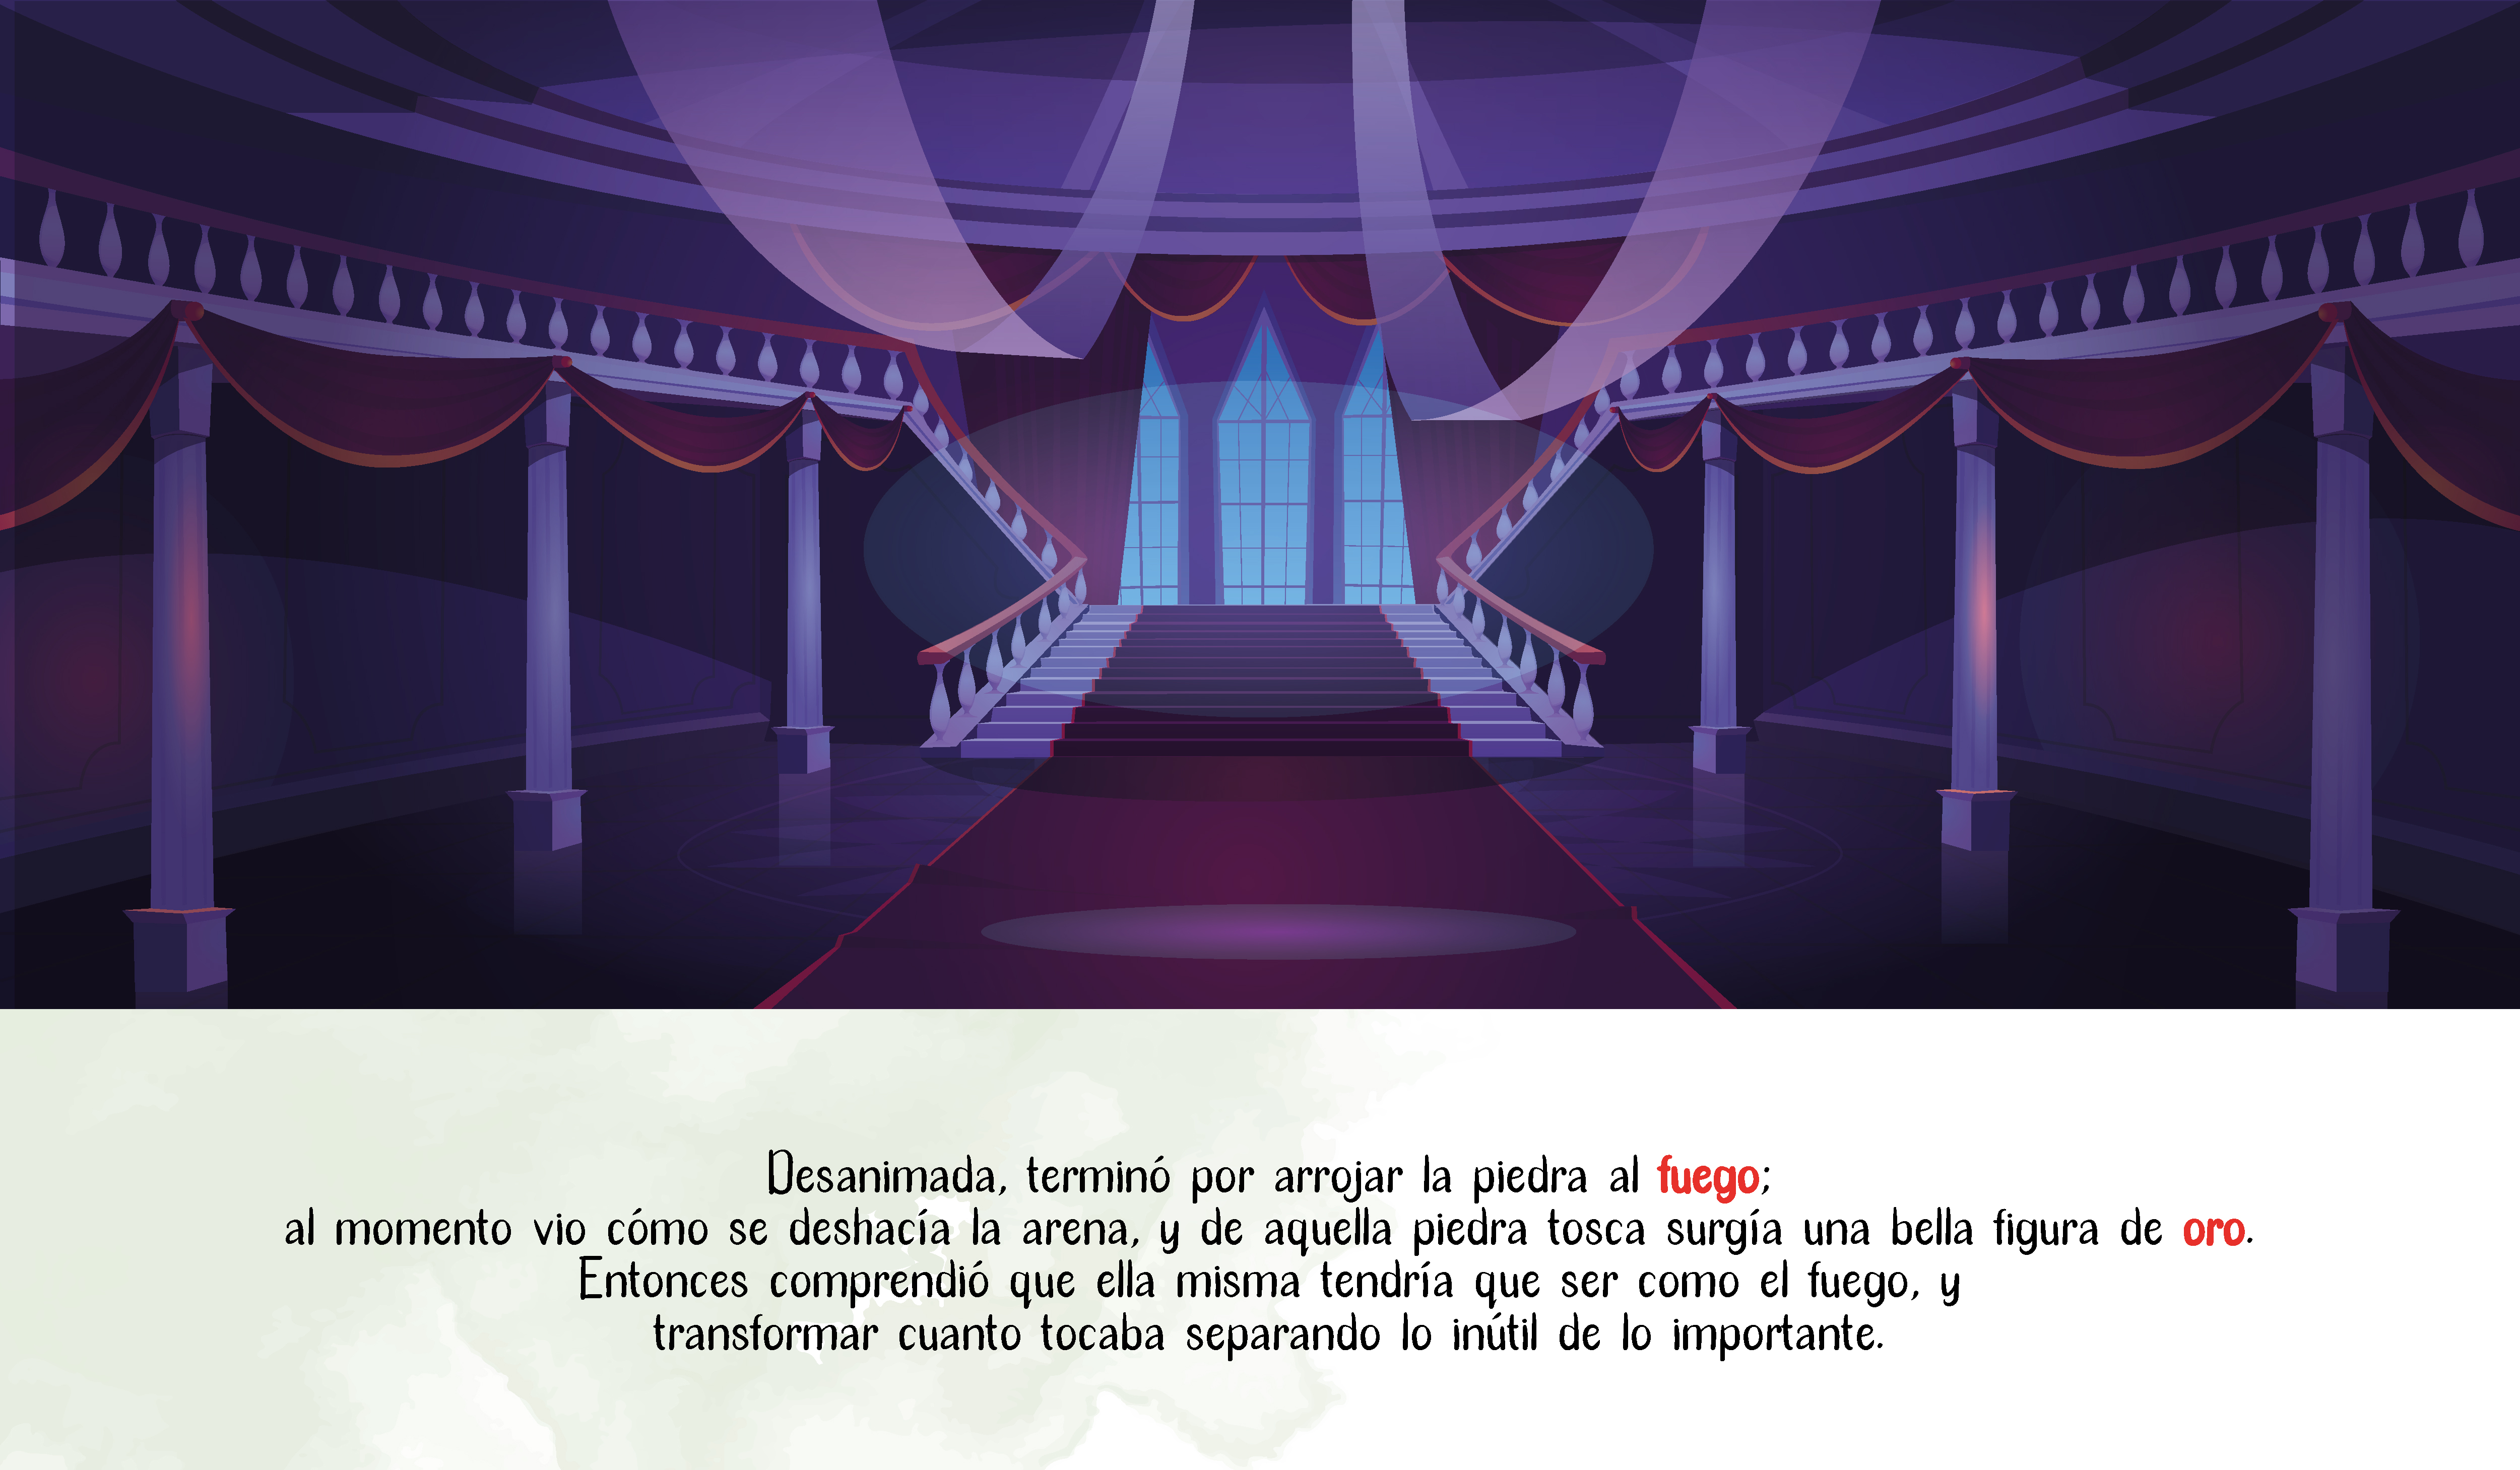 Desanimada, terminó por arrojar la piedra al fuego;
al momento vio cómo se deshacía la arena, y de aquella piedra tosca surgía una bella figura de oro.
Entonces comprendió que ella misma tendría que ser como el fuego, y
transformar cuanto tocaba separando lo inútil de lo importante.